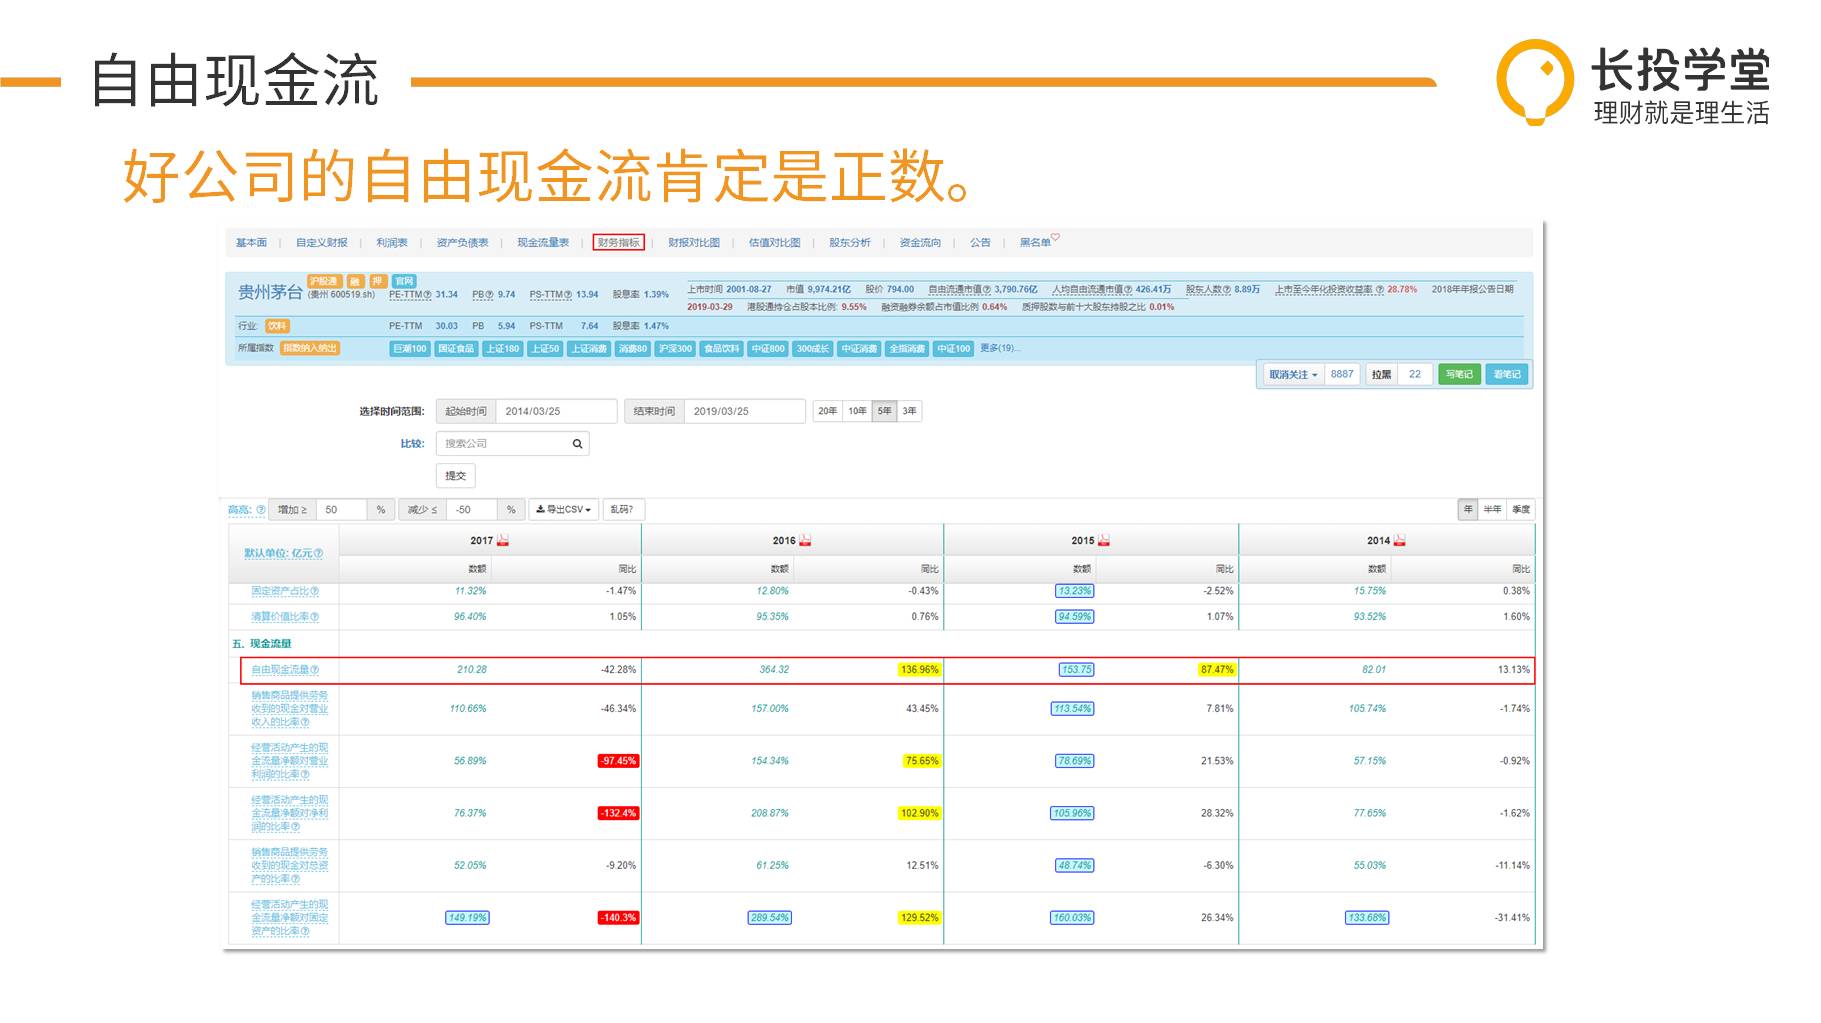 自由现金流
长投学堂
理财就是理生活
好公司的自由现金流肯定是正数。
基本面 | 自定义财报 | 利润表 | 资产负债表 | 现金流量表 | 财务指标 | 财报对比图 | 估值对比图 | 股东分析 | 资金流向 | 公告 | 黑名单
沪股通 融 押 官网
贵州茅台 (贵州 600519.sh) PE-TTM 31.34 PB 9.74 PS-TTM 13.94 股息率 1.39%
上市时间 2001-08-27 市值 9,974.21亿 股价 794.00 自由流通市值 3,790.76亿 人均自由流通市值 426.41万 股东人数 8.89万 上市至今年化投资收益率 28.78% 2018年年报公告日期
2019-03-29 港股通持仓占股本比例: 9.55% 融资融券余额占市值比例 0.64% 质押股数与前十大股东持股之比 0.01%
行业: 饮料 PE-TTM 30.03 PB 5.94 PS-TTM 7.64 股息率 1.47%
所属指数 指数纳入纳出 巨潮100 国证食品 上证180 上证50 上证消费 消费80 沪深300 食品饮料 中证800 300成长 中证消费 全指消费 中证100 更多(19)...
取消关注 8887 拉黑 22 写笔记 看笔记
选择时间范围: 起始时间 2014/03/25 结束时间 2019/03/25 20年 10年 5年 3年
比较: 搜索公司
提交
高亮: 增加 ≥ 50 % 减少 ≤ -50 % 导出CSV 乱码? 年 半年 季度
默认单位: 亿元 2017 2016 2015 2014
数额 同比 数额 同比 数额 同比 数额 同比
固定资产占比 11.32% -1.47% 12.80% -0.43% 13.23% -2.52% 15.75% 0.38%
清算价值比率 96.40% 1.05% 95.35% 0.76% 94.59% 1.07% 93.52% 1.60%
五、现金流量
自由现金流量 210.28 -42.28% 364.32 136.96% 153.75 87.47% 82.01 13.13%
销售商品提供劳务
收到的现金对营业
收入的比率 110.66% -46.34% 157.00% 43.45% 113.54% 7.81% 105.74% -1.74%
经营活动产生的现
金流量净额对营业
利润的比率 56.89% -97.45% 154.34% 75.65% 78.69% 21.53% 57.15% -0.92%
经营活动产生的现
金流量净额对净利
润的比率 76.37% -132.4% 208.87% 102.90% 105.96% 28.32% 77.65% -1.62%
销售商品提供劳务
收到的现金对总资
产的比率 52.05% -9.20% 61.25% 12.51% 48.74% -6.30% 55.03% -11.14%
经营活动产生的现
金流量净额对固定
资产的比率 149.19% -140.3% 289.54% 129.52% 160.03% 26.34% 133.68% -31.41%